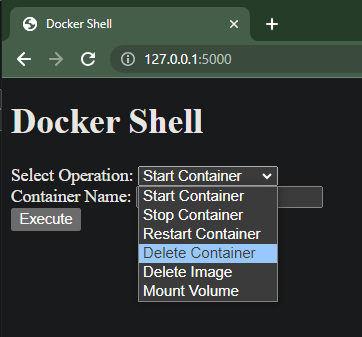 Docker Shell
127.0.0.1:5000
Docker Shell
Select Operation: Start Container
Container Name:
Start Container
Stop Container
Restart Container
Delete Container
Delete Image
Mount Volume
Execute